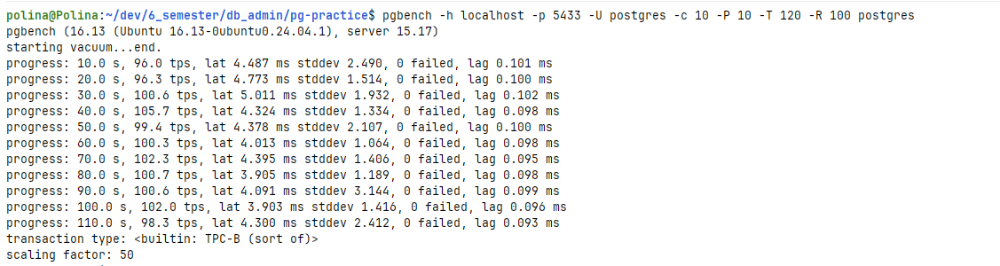 polina@Polina:~/dev/6_semester/db_admin/pg-practice$ pgbench -h localhost -p 5433 -U postgres -c 10 -P 10 -T 120 -R 100 postgres
pgbench (16.13 (Ubuntu 16.13-0ubuntu0.24.04.1), server 15.17)
starting vacuum...end.
progress: 10.0 s, 96.0 tps, lat 4.487 ms stddev 2.490, 0 failed, lag 0.101 ms
progress: 20.0 s, 96.3 tps, lat 4.773 ms stddev 1.514, 0 failed, lag 0.100 ms
progress: 30.0 s, 100.6 tps, lat 5.011 ms stddev 1.932, 0 failed, lag 0.102 ms
progress: 40.0 s, 105.7 tps, lat 4.324 ms stddev 1.334, 0 failed, lag 0.098 ms
progress: 50.0 s, 99.4 tps, lat 4.378 ms stddev 2.107, 0 failed, lag 0.100 ms
progress: 60.0 s, 100.3 tps, lat 4.013 ms stddev 1.064, 0 failed, lag 0.098 ms
progress: 70.0 s, 102.3 tps, lat 4.395 ms stddev 1.406, 0 failed, lag 0.095 ms
progress: 80.0 s, 100.7 tps, lat 3.905 ms stddev 1.189, 0 failed, lag 0.098 ms
progress: 90.0 s, 100.6 tps, lat 4.091 ms stddev 3.144, 0 failed, lag 0.099 ms
progress: 100.0 s, 102.0 tps, lat 3.903 ms stddev 1.416, 0 failed, lag 0.096 ms
progress: 110.0 s, 98.3 tps, lat 4.300 ms stddev 2.412, 0 failed, lag 0.093 ms
transaction type: <builtin: TPC-B (sort of)>
scaling factor: 50